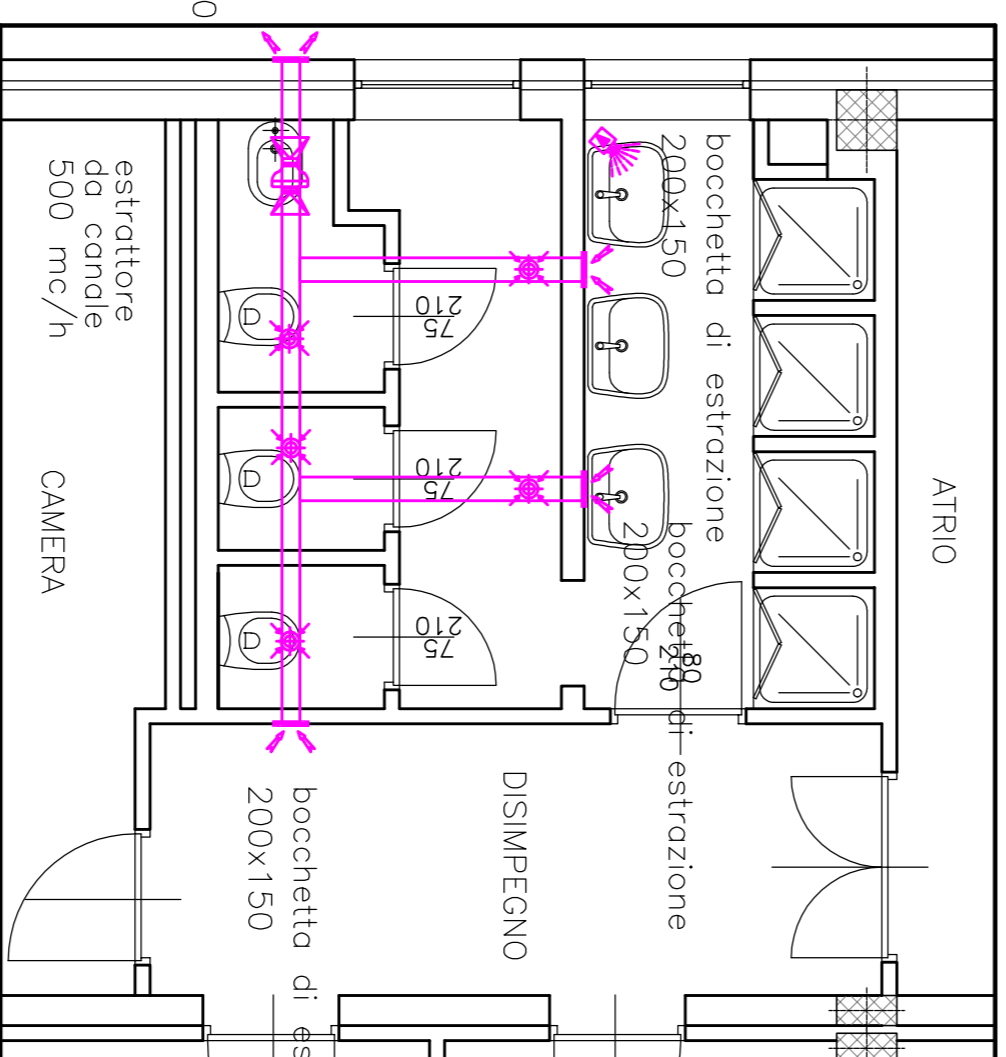 0
bocchetta di estrazione
200x150
estrattore
da canale
500 mc/h
ATRIO
CAMERA
75
210
75
210
75
210
bocchetta di estrazione
200x150
80
210
DISIMPEGNO
bocchetta di es
200x150